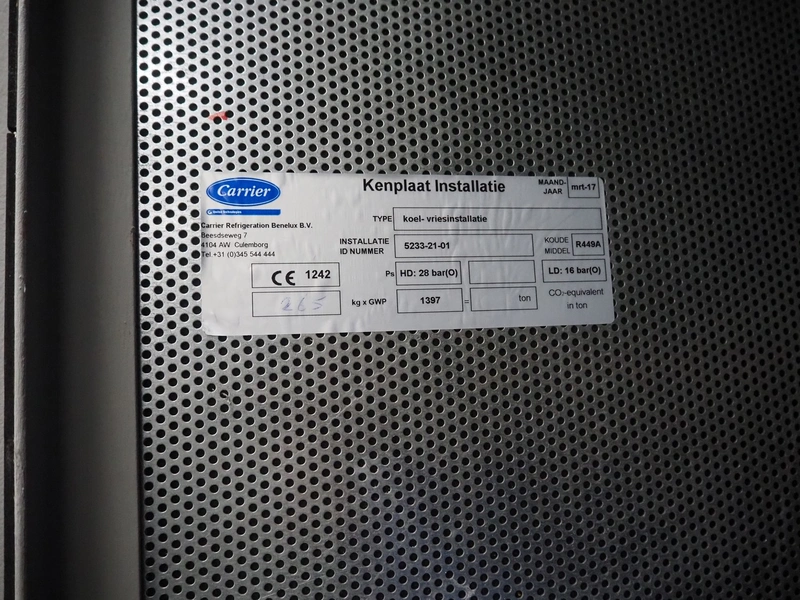 Carrier
Kenplaat Installatie
MAAND-
JAAR
mrt-17
Carrier Refrigeration Benelux B.V.
Beesdseweg 7
4104 AW Culemborg
Tel.+31 (0)345 544 444
TYPE
koel- vriesinstallatie
INSTALLATIE
ID NUMMER
5233-21-01
KOUDE
MIDDEL
R449A
CE 1242
Ps
HD: 28 bar(O)
LD: 16 bar(O)
265
kg x GWP
1397
=
ton
CO₂-equivalent
in ton